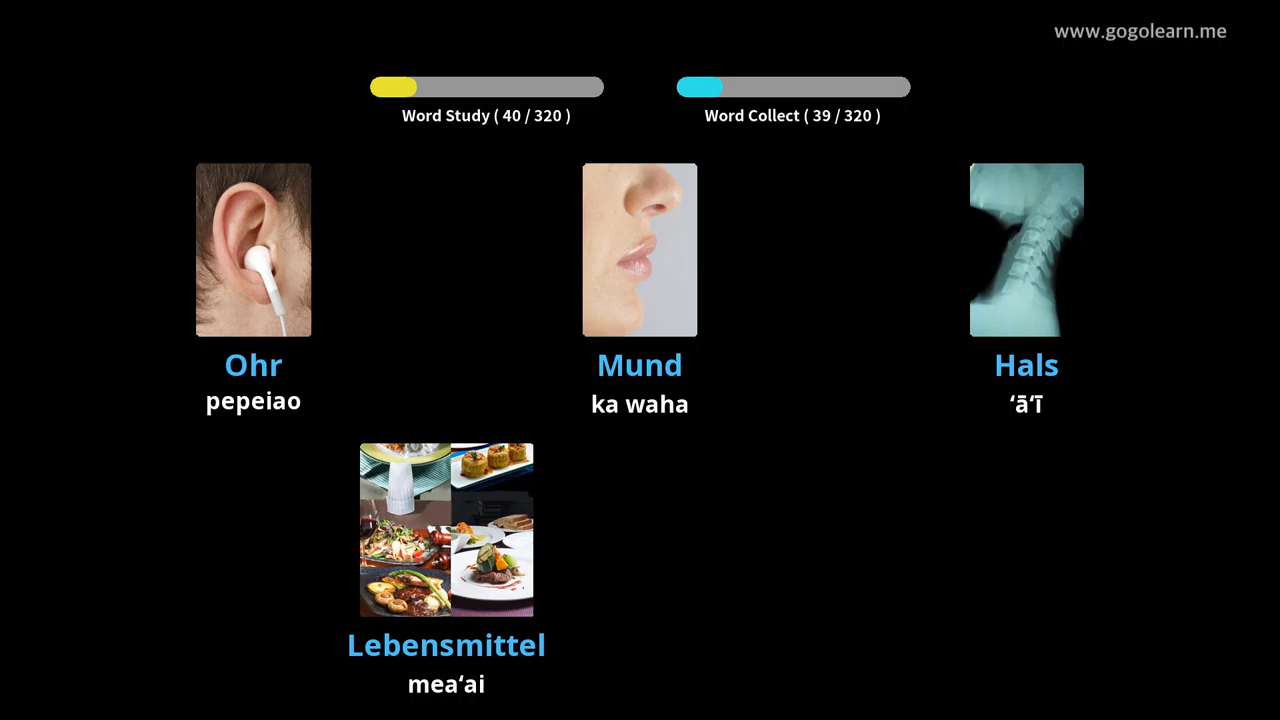 www.gogolearn.me
Word Study ( 40 / 320 )
Word Collect ( 39 / 320 )
Ohr
pepeiao
Mund
ka waha
Hals
ʻāʻī
Lebensmittel
meaʻai